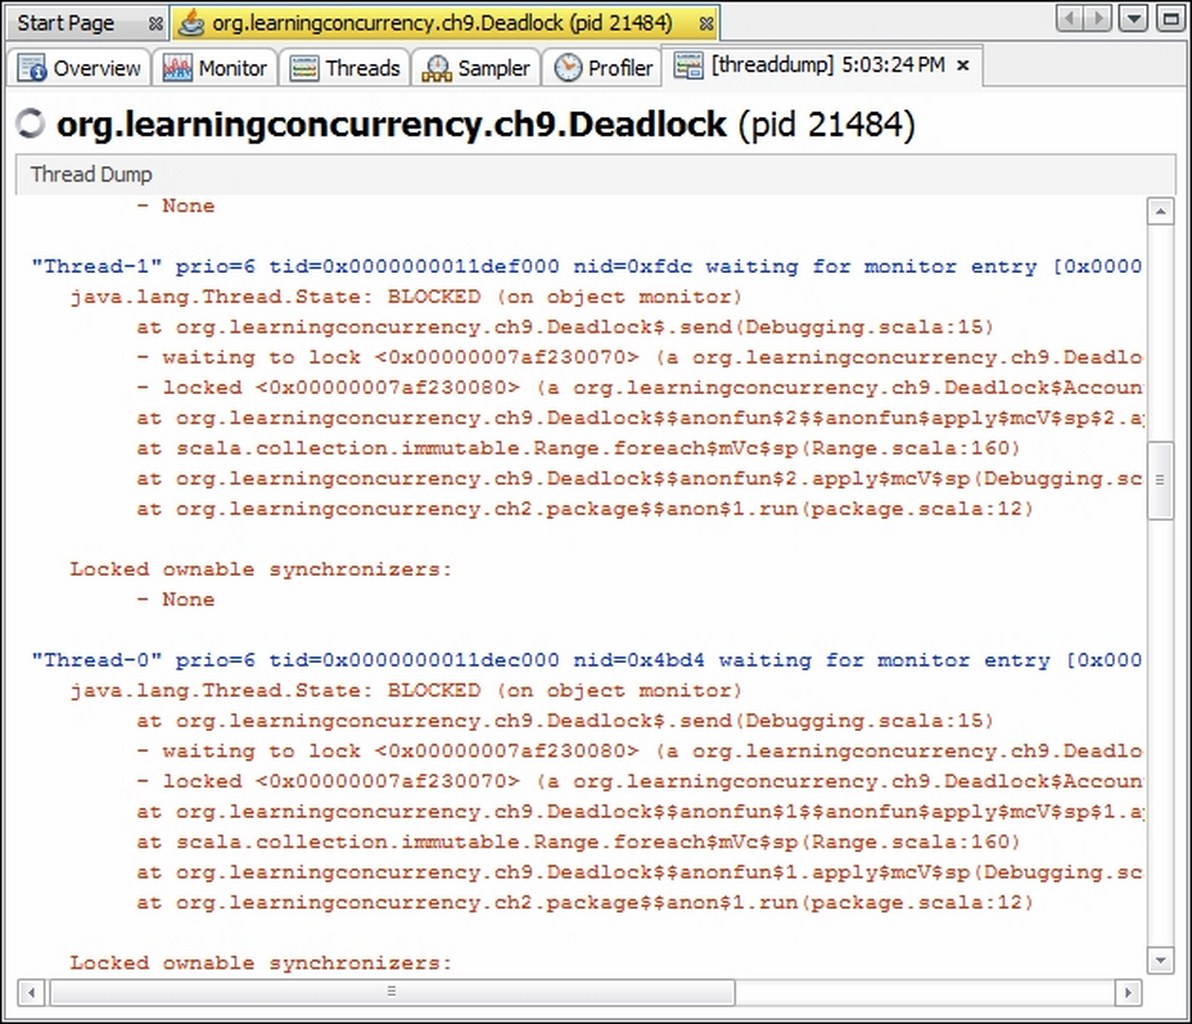 Start Page
org.learningconcurrency.ch9.Deadlock (pid 21484)
Overview Monitor Threads Sampler Profiler [threaddump] 5:03:24 PM
org.learningconcurrency.ch9.Deadlock (pid 21484)
Thread Dump
- None
"Thread-1" prio=6 tid=0x0000000011def000 nid=0xfdc waiting for monitor entry [0x0000
java.lang.Thread.State: BLOCKED (on object monitor)
at org.learningconcurrency.ch9.Deadlock$.send(Debugging.scala:15)
- waiting to lock <0x00000007af230070> (a org.learningconcurrency.ch9.Deadlo
- locked <0x00000007af230080> (a org.learningconcurrency.ch9.Deadlock$Accoun
at org.learningconcurrency.ch9.Deadlock$$anonfun$2$$anonfun$apply$mcV$sp$2.a
at scala.collection.immutable.Range.foreach$mVc$sp(Range.scala:160)
at org.learningconcurrency.ch9.Deadlock$$anonfun$2.apply$mcV$sp(Debugging.sc
at org.learningconcurrency.ch2.package$$anon$1.run(package.scala:12)
Locked ownable synchronizers:
- None
"Thread-0" prio=6 tid=0x0000000011dec000 nid=0x4bd4 waiting for monitor entry [0x000
java.lang.Thread.State: BLOCKED (on object monitor)
at org.learningconcurrency.ch9.Deadlock$.send(Debugging.scala:15)
- waiting to lock <0x00000007af230080> (a org.learningconcurrency.ch9.Deadlo
- locked <0x00000007af230070> (a org.learningconcurrency.ch9.Deadlock$Accoun
at org.learningconcurrency.ch9.Deadlock$$anonfun$1$$anonfun$apply$mcV$sp$1.a
at scala.collection.immutable.Range.foreach$mVc$sp(Range.scala:160)
at org.learningconcurrency.ch9.Deadlock$$anonfun$1.apply$mcV$sp(Debugging.sc
at org.learningconcurrency.ch2.package$$anon$1.run(package.scala:12)
Locked ownable synchronizers: